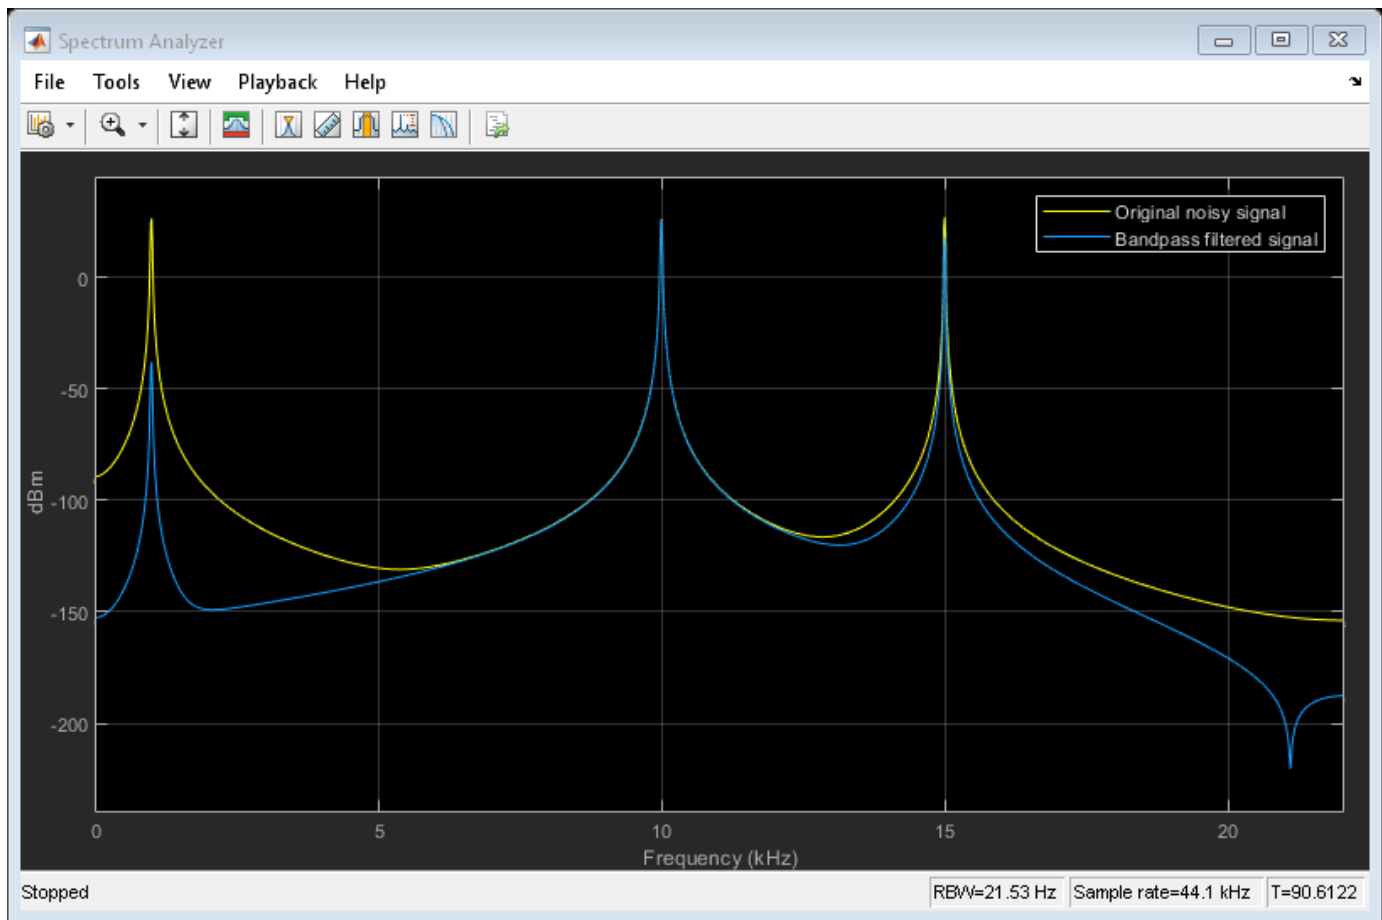 Spectrum Analyzer
File Tools View Playback Help
Original noisy signal
Bandpass filtered signal
0
-50
-100
-150
-200
dBm
0 5 10 15 20
Frequency (kHz)
Stopped RBW=21.53 Hz Sample rate=44.1 kHz T=90.6122